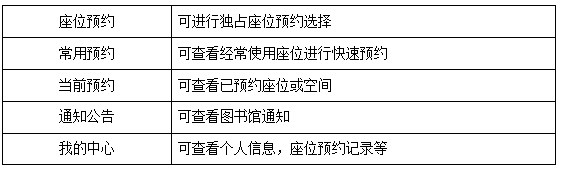 座位预约 可进行独占座位预约选择
常用预约 可查看经常使用座位进行快速预约
当前预约 可查看已预约座位或空间
通知公告 可查看图书馆通知
我的中心 可查看个人信息，座位预约记录等